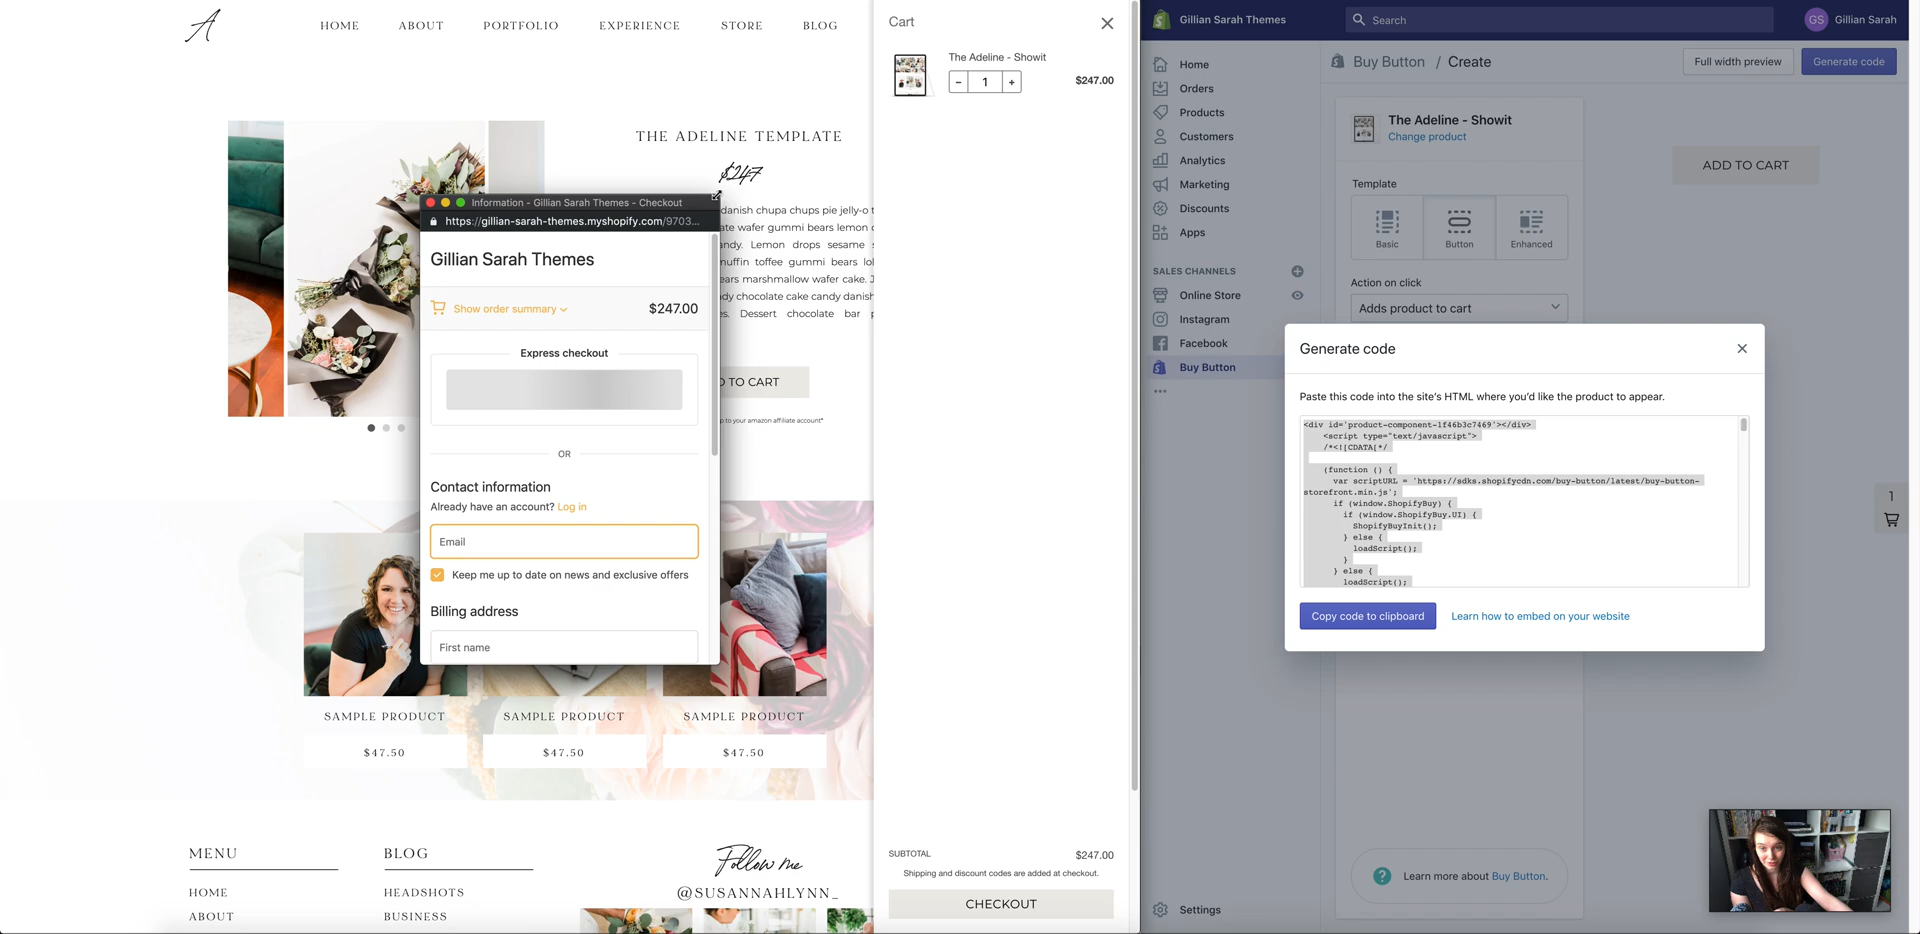 A
HOME
ABOUT
PORTFOLIO
EXPERIENCE
STORE
BLOG
THE ADELINE TEMPLATE
$247
danish chupa chups pie jelly-o t
ate wafer gummi bears lemon
andy. Lemon drops sesame
muffin toffee gummi bears lol
ears marshmallow wafer cake. J
dy chocolate cake candy danish
es. Dessert chocolate bar p
TO CART
p to your amazon affiliate account*
Information - Gillian Sarah Themes - Checkout
https://gillian-sarah-themes.myshopify.com/9703...
Gillian Sarah Themes
Show order summary
$247.00
Express checkout
OR
Contact information
Already have an account? Log in
Email
Keep me up to date on news and exclusive offers
Billing address
First name
SAMPLE PRODUCT
SAMPLE PRODUCT
SAMPLE PRODUCT
$47.50
$47.50
$47.50
MENU
HOME
ABOUT
BLOG
HEADSHOTS
BUSINESS
Follow me
@SUSANNAHLYNN_
Cart
The Adeline - Showit
− 1 +
$247.00
SUBTOTAL
$247.00
Shipping and discount codes are added at checkout.
CHECKOUT
Gillian Sarah Themes
Search
GS
Gillian Sarah
Home
Orders
Products
Customers
Analytics
Marketing
Discounts
Apps
SALES CHANNELS
Online Store
Instagram
Facebook
Buy Button
Settings
Buy Button / Create
Full width preview
Generate code
The Adeline - Showit
Change product
Template
Basic
Button
Enhanced
Action on click
Adds product to cart
ADD TO CART
1
Generate code
Paste this code into the site's HTML where you'd like the product to appear.
<div id='product-component-1f46b3c7469'></div>
<script type="text/javascript">
/*<![CDATA[*/
(function () {
var scriptURL = 'https://sdks.shopifycdn.com/buy-button/latest/buy-button-
storefront.min.js';
if (window.ShopifyBuy) {
if (window.ShopifyBuy.UI) {
ShopifyBuyInit();
} else {
loadScript();
}
} else {
loadScript();
Copy code to clipboard
Learn how to embed on your website
Learn more about Buy Button.